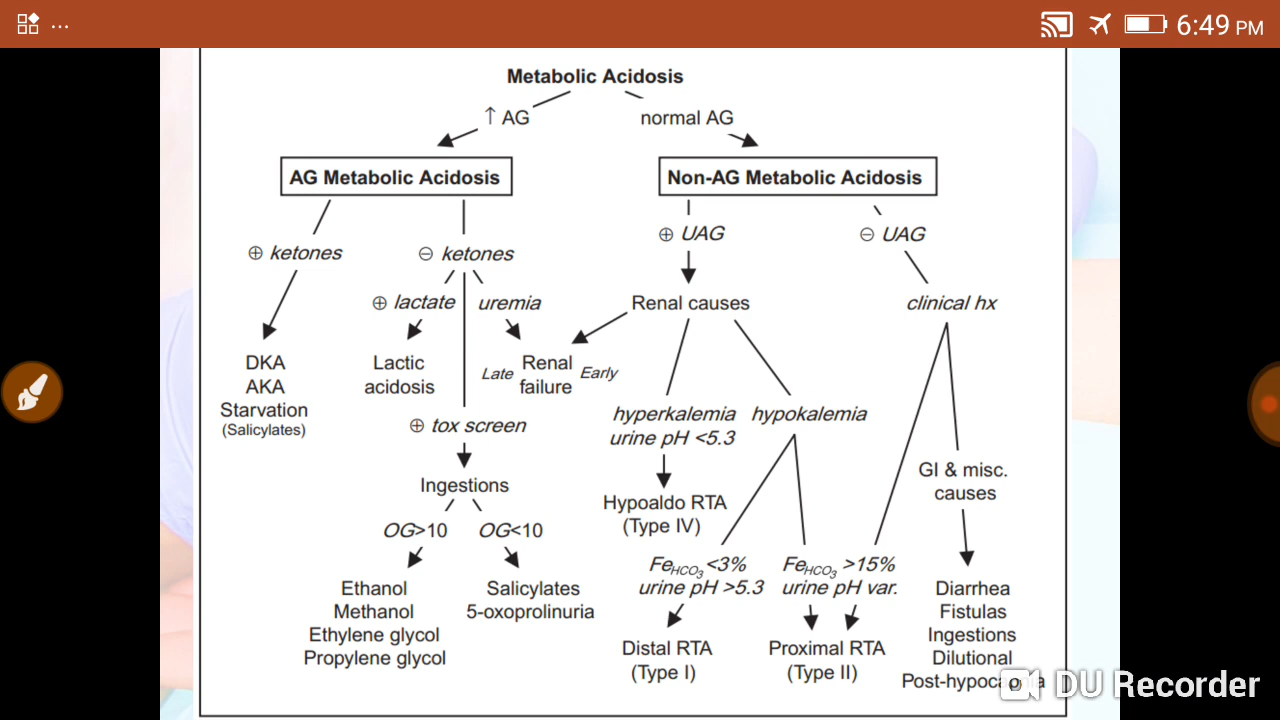 ... 6:49 PM
Metabolic Acidosis
↑ AG
normal AG
AG Metabolic Acidosis
Non-AG Metabolic Acidosis
⊕ ketones
⊖ ketones
⊕ UAG
⊖ UAG
⊕ lactate
uremia
Renal causes
clinical hx
DKA
AKA
Starvation
(Salicylates)
Lactic
acidosis
Late
Renal
failure
Early
⊕ tox screen
hyperkalemia
urine pH <5.3
hypokalemia
Ingestions
Hypoaldo RTA
(Type IV)
GI & misc.
causes
OG>10
OG<10
Ethanol
Methanol
Ethylene glycol
Propylene glycol
Salicylates
5-oxoprolinuria
FeHCO3 <3%
urine pH >5.3
FeHCO3 >15%
urine pH var.
Distal RTA
(Type I)
Proximal RTA
(Type II)
Diarrhea
Fistulas
Ingestions
Dilutional
Post-hypocapnia
DU Recorder